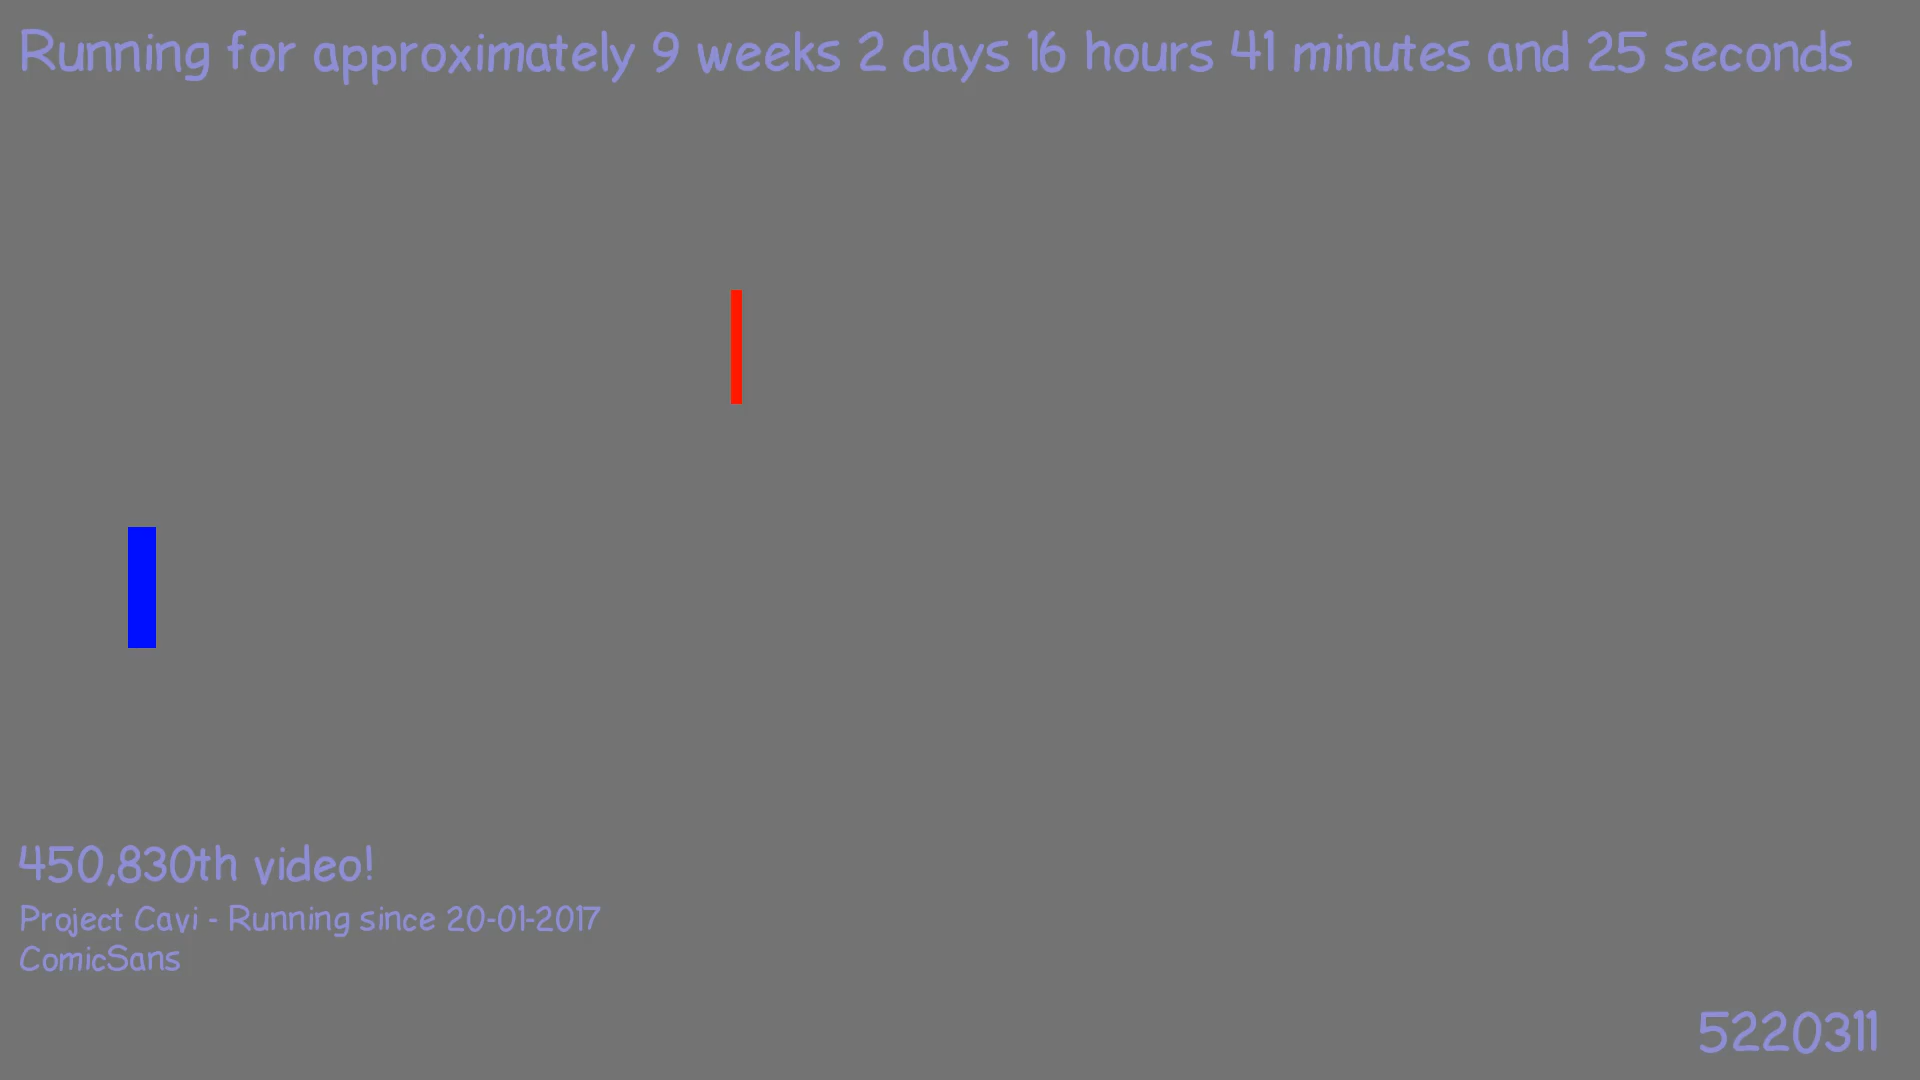 Running for approximately 9 weeks 2 days 16 hours 41 minutes and 25 seconds
450,830th video!
Project Cavi - Running since 20-01-2017
ComicSans
5220311